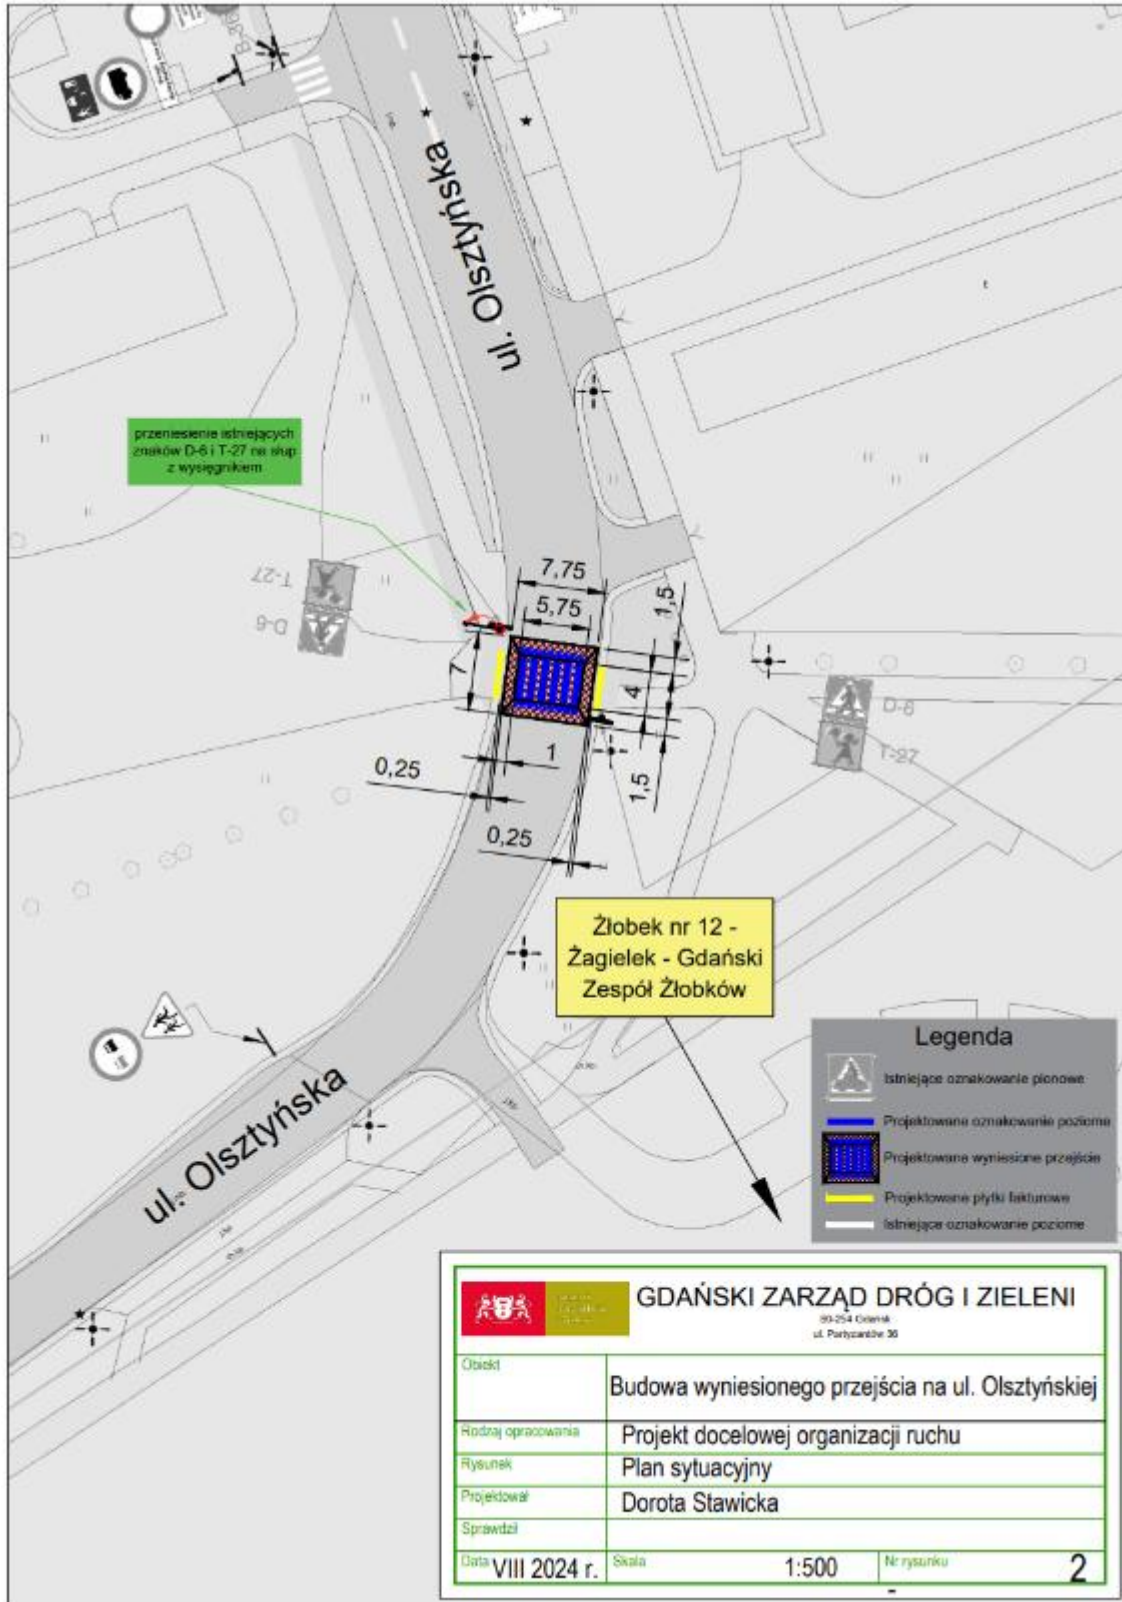 B-36
ul. Olsztyńska
przeniesienie istniejących
znaków D-6 i T-27 na słup
z wysięgnikiem
T-27
D-6
7,75
5,75
1,5
7
4
D-6
T-27
1
0,25
1,5
0,25
Żłobek nr 12 -
Żagielek - Gdański
Zespół Żłobków
ul. Olsztyńska
Legenda
Istniejące oznakowanie pionowe
Projektowane oznakowanie poziome
Projektowane wyniesione przejście
Projektowane płytki fakturowe
Istniejące oznakowanie poziome
GDAŃSKI ZARZĄD DRÓG I ZIELENI
80-254 Gdańsk
ul. Partyzantów 36
Obiekt
Budowa wyniesionego przejścia na ul. Olsztyńskiej
Rodzaj opracowania Projekt docelowej organizacji ruchu
Rysunek Plan sytuacyjny
Projektował Dorota Stawicka
Sprawdził
Data VIII 2024 r. Skala 1:500 Nr rysunku 2
-